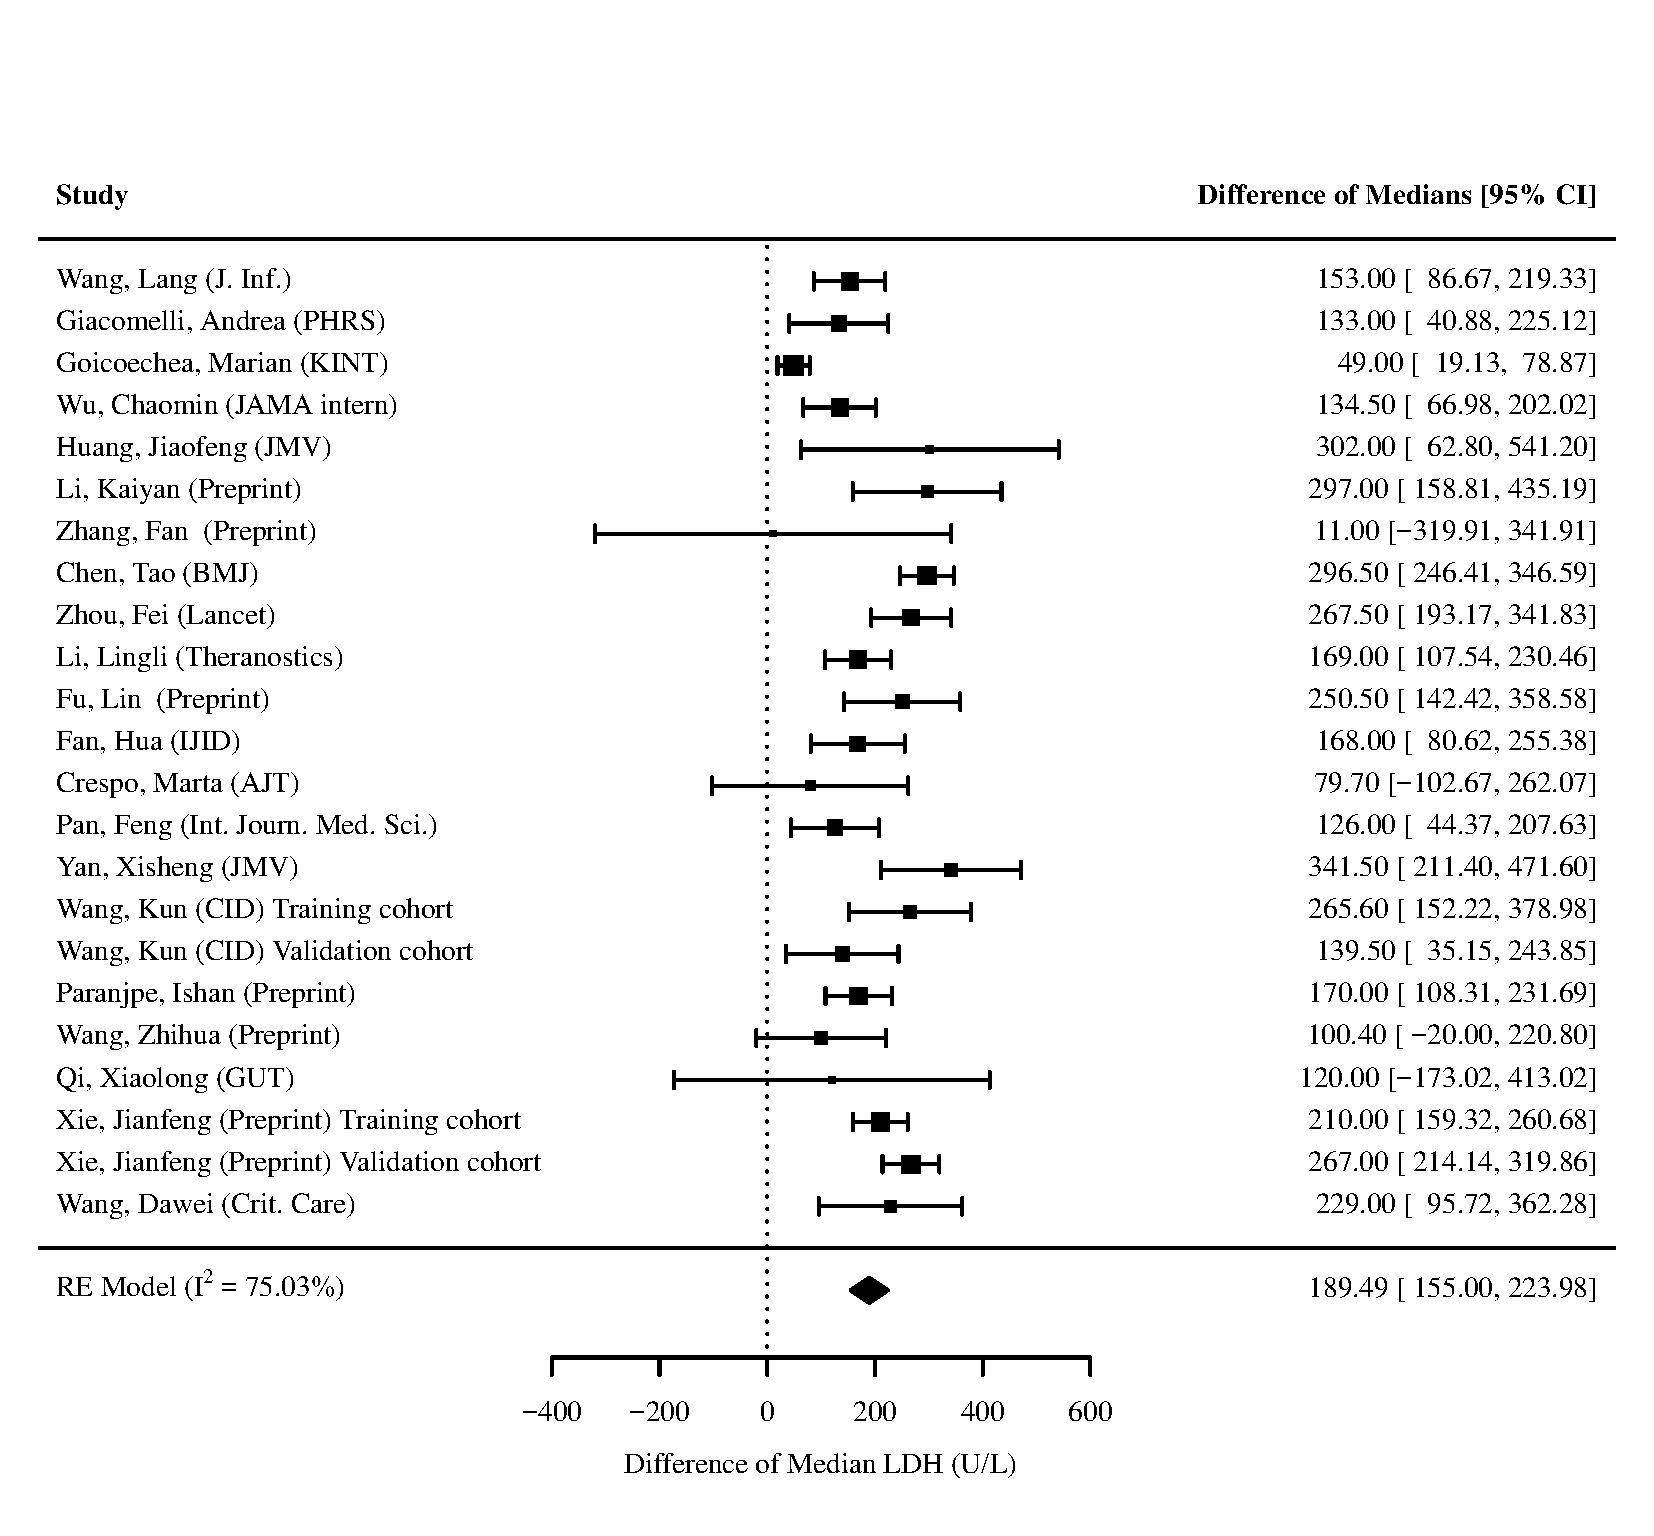 Study Difference of Medians [95% CI]
Wang, Lang (J. Inf.) 153.00 [ 86.67, 219.33]
Giacomelli, Andrea (PHRS) 133.00 [ 40.88, 225.12]
Goicoechea, Marian (KINT) 49.00 [ 19.13, 78.87]
Wu, Chaomin (JAMA intern) 134.50 [ 66.98, 202.02]
Huang, Jiaofeng (JMV) 302.00 [ 62.80, 541.20]
Li, Kaiyan (Preprint) 297.00 [ 158.81, 435.19]
Zhang, Fan (Preprint) 11.00 [−319.91, 341.91]
Chen, Tao (BMJ) 296.50 [ 246.41, 346.59]
Zhou, Fei (Lancet) 267.50 [ 193.17, 341.83]
Li, Lingli (Theranostics) 169.00 [ 107.54, 230.46]
Fu, Lin (Preprint) 250.50 [ 142.42, 358.58]
Fan, Hua (IJID) 168.00 [ 80.62, 255.38]
Crespo, Marta (AJT) 79.70 [−102.67, 262.07]
Pan, Feng (Int. Journ. Med. Sci.) 126.00 [ 44.37, 207.63]
Yan, Xisheng (JMV) 341.50 [ 211.40, 471.60]
Wang, Kun (CID) Training cohort 265.60 [ 152.22, 378.98]
Wang, Kun (CID) Validation cohort 139.50 [ 35.15, 243.85]
Paranjpe, Ishan (Preprint) 170.00 [ 108.31, 231.69]
Wang, Zhihua (Preprint) 100.40 [ −20.00, 220.80]
Qi, Xiaolong (GUT) 120.00 [−173.02, 413.02]
Xie, Jianfeng (Preprint) Training cohort 210.00 [ 159.32, 260.68]
Xie, Jianfeng (Preprint) Validation cohort 267.00 [ 214.14, 319.86]
Wang, Dawei (Crit. Care) 229.00 [ 95.72, 362.28]
RE Model (I² = 75.03%) 189.49 [ 155.00, 223.98]
−400 −200 0 200 400 600
Difference of Median LDH (U/L)